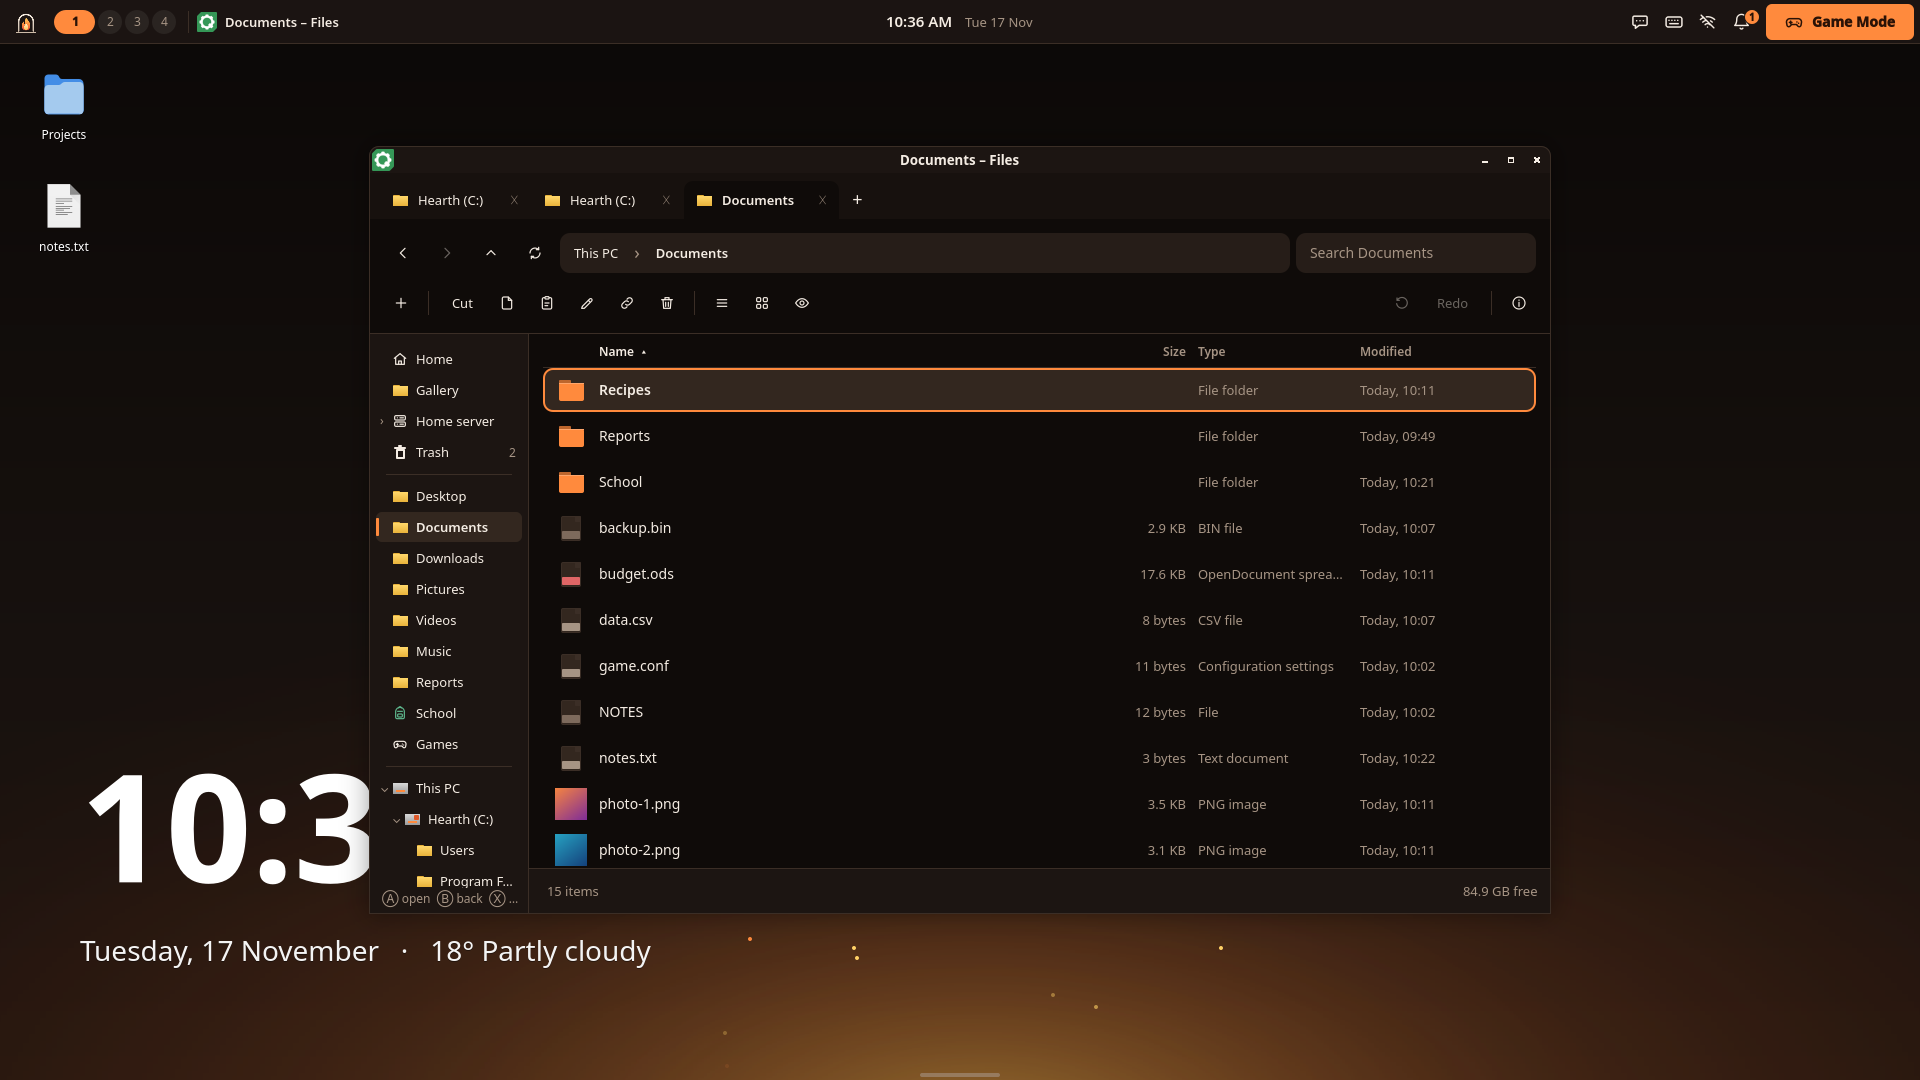 1 2 3 4 Documents – Files 10:36 AM Tue 17 Nov 1 Game Mode
Projects
notes.txt
Documents – Files
Hearth (C:) X Hearth (C:) X Documents X +
This PC › Documents Search Documents
Cut Redo
Home
Gallery
Home server
Trash 2
Desktop
Documents
Downloads
Pictures
Videos
Music
Reports
School
Games
This PC
Hearth (C:)
Users
Program F...
A open B back X ...
Name Size Type Modified
Recipes File folder Today, 10:11
Reports File folder Today, 09:49
School File folder Today, 10:21
backup.bin 2.9 KB BIN file Today, 10:07
budget.ods 17.6 KB OpenDocument sprea... Today, 10:11
data.csv 8 bytes CSV file Today, 10:07
game.conf 11 bytes Configuration settings Today, 10:02
NOTES 12 bytes File Today, 10:02
notes.txt 3 bytes Text document Today, 10:22
photo-1.png 3.5 KB PNG image Today, 10:11
photo-2.png 3.1 KB PNG image Today, 10:11
15 items 84.9 GB free
10:3
Tuesday, 17 November · 18° Partly cloudy